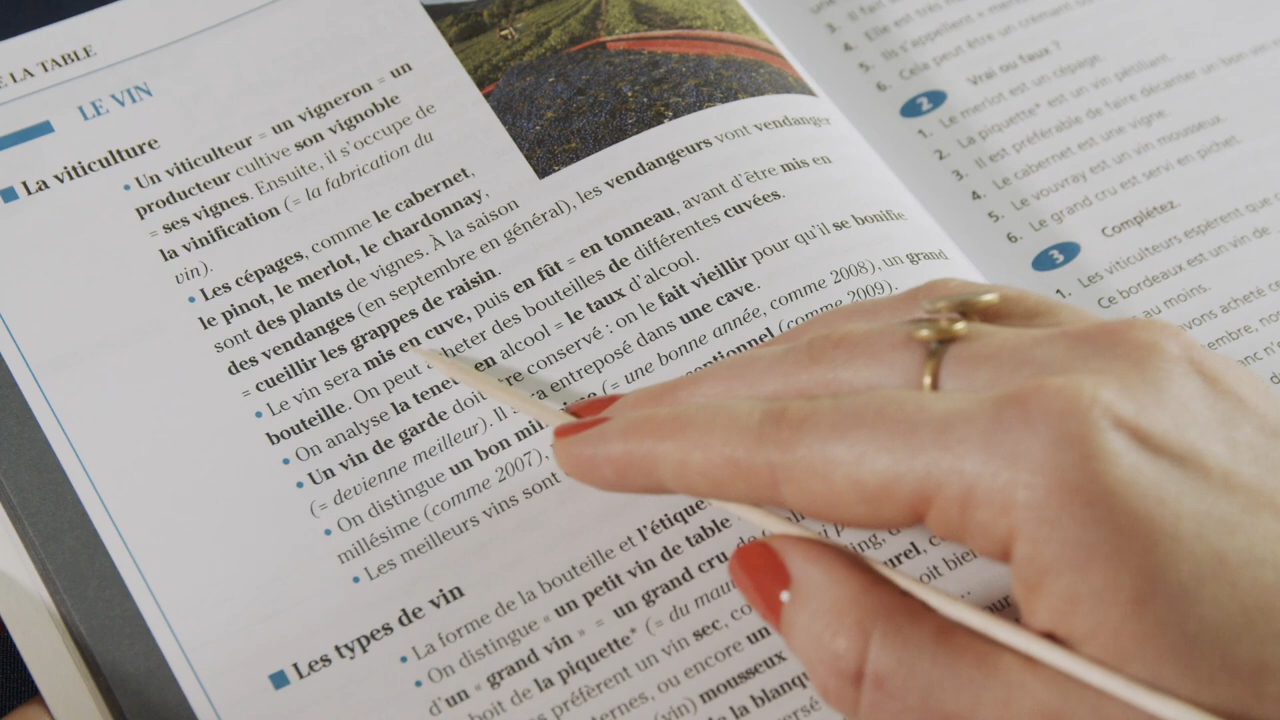 LA TABLE
LE VIN
La viticulture
• Un viticulteur = un vigneron = un
producteur cultive son vignoble
= ses vignes. Ensuite, il s'occupe de
la vinification (= la fabrication du
vin).
• Les cépages, comme le cabernet,
le pinot, le merlot, le chardonnay,
sont des plants de vignes. À la saison
des vendanges (en septembre en général), les vendangeurs vont vendanger
= cueillir les grappes de raisin.
• Le vin sera mis en cuve, puis en fût = en tonneau, avant d'être mis en
bouteille. On peut acheter des bouteilles de différentes cuvées.
• On analyse la teneur en alcool = le taux d'alcool.
• Un vin de garde doit être conservé : on le fait vieillir pour qu'il se bonifie
(= devienne meilleur). Il sera entreposé dans une cave.
• On distingue un bon (= une bonne année, comme 2008), un grand
millésime (comme 2007), (comme 2009).
• Les meilleurs vins sont
Les types de vin
• La forme de la bouteille et
• On distingue « un petit vin de table
d'un « grand vin » = un grand cru
boit de la piquette* (= du
préfèrent un vin sec,
ou encore un
(vin) mousseux
de la
3. Il
4. Elle est très
5. Ils s'appellent «
6. Cela peut être un crémant
2 Vrai ou faux ?
1. Le merlot est un cépage.
2. La piquette* est un vin pétillant.
3. Il est préférable de faire décanter un bon vin
4. Le cabernet est une vigne.
5. Le vouvray est un vin mousseux.
6. Le grand cru est servi en pichet.
3 Complétez.
1. Les viticulteurs espèrent que
Ce bordeaux est un vin de
au moins.
acheté